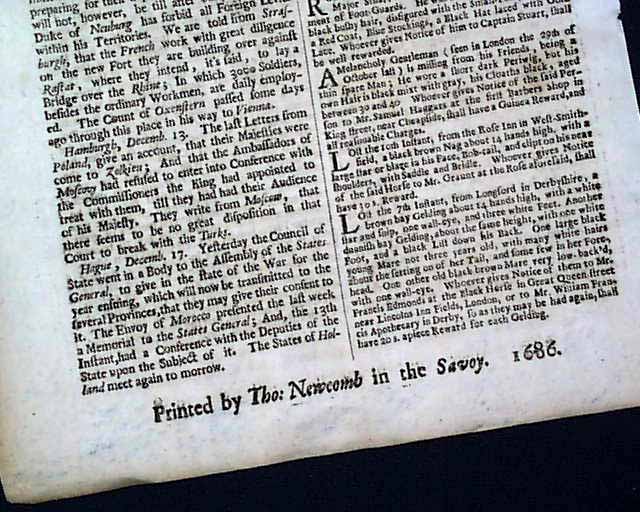 preparing, for their
will not, however, be till after
Duke of Neuburg has forbid all Foreign Levies
within his Territories. We are told from Stras-
burgh, that the French work with great diligence
on the new Fort they are building over against
Rastat, where they intend, it's said, to lay a
Bridge over the Rhine; In which 3000 Soldiers,
besides the ordinary Workmen, are daily employ-
ed. The Count of Oxenstern passed some days
ago through this place in his way to Vienna.
Hamburgh, Decemb. 13. The last Letters from
Poland, give an account, that their Majesties were
come to Zolkieu; And that the Ambassadors of
Moscovy had refused to enter into Conference with
the Commissioners the King had appointed to
treat with them, till they had had their Audience
of his Majesty. They write from Moscow, that
there seems to be no great disposition in that
Court to break with the Turks.
Hague, Decemb. 17. Yesterday the Council of
State went in a Body to the Assembly of the States
General, to give in the State of the War for the
year ensuing, which will now be transmitted to the
several Provinces, that they may give their consent to
it. The Envoy of Morocco presented the last week
a Memorial to the States General; And, the 13th
Instant, had a Conference with the Deputies of the
State upon the Subject of it. The States of Hol-
land meet again to morrow.
ment of Foot-Guards.
black bushy hair, disfigured with the Small
a Red Coat, Blue Stockings, a Black Hat laced with Gold
Lace. Whoever gives Notice of him to Captain Stuart, shall
be well rewarded.
A Melancholy Gentleman (seen in London the 29th of
October last) is missing from his Friends, being a
thin spare Man; He wore a short dark Perriwig, but his
own Hair is black mixt with gray, his Cloaths black, aged
between 30 and 40. Whoever gives Notice of the said Per-
son to Mr. Samuel Haggars at the first Barbers shop in
King street, near Cheapside, shall have a Guinea Reward, and
all reasonable Charges.
LOst the 10th Instant, from the Rose Inn in West-Smith-
field, a black brown Nag about 14 hands high, with a
large star or blaze in his Face, Bob-tail, and clipt on his near
shoulders, with Saddle and Bridle. Whoever gives Notice
of the said Horse to Mr. Graunt at the Rose aforesaid, shall
have 10 s. Reward.
LOst the 7th Instant, from Longford in Derbyshire, a
brown bay Gelding about 14 hands high, with a white
star and snip, one wall-eye, and three white Feet. Another
daunish bay Gelding, about the same height, with one white
Foot, and a black List down his Back. One large black
young Mare not three years old, with many white hairs
about the setting on of her Tail, and some few in her Fore-
head. One other old black brown Mare very low back'd,
with one wall-eye. Whoever gives Notice of them to Mr.
Francis Edmonds at the Black Horse in Great Queen-street
near Lincolns Inn Fields, London, or to Mr. William Fran-
cis Apothecary in Derby, so as they may be had again, shall
have 20 s. apiece Reward for each Gelding.
Printed by Tho: Newcomb in the Savoy. 1686.